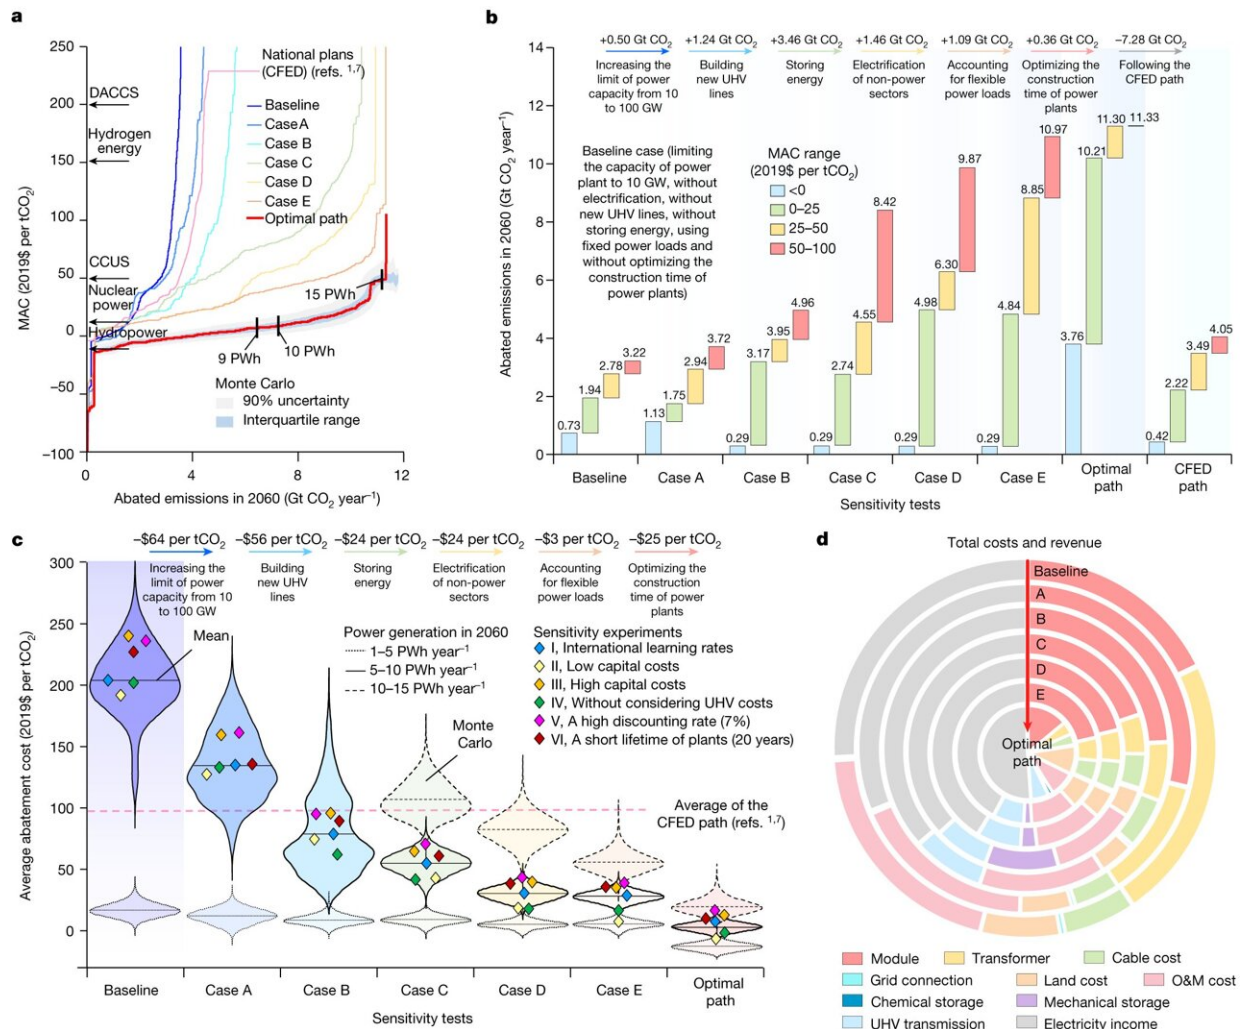 a
MAC (2019$ per tCO2)
250
200
150
100
50
0
−50
−100
0
4
8
12
Abated emissions in 2060 (Gt CO2 year−1)
DACCS
Hydrogen
energy
CCUS
Nuclear
power
Hydropower
National plans
(CFED) (refs. 1,7)
Baseline
Case A
Case B
Case C
Case D
Case E
Optimal path
15 PWh
9 PWh
10 PWh
Monte Carlo
90% uncertainty
Interquartile range
b
+0.50 Gt CO2
+1.24 Gt CO2
+3.46 Gt CO2
+1.46 Gt CO2
+1.09 Gt CO2
+0.36 Gt CO2
−7.28 Gt CO2
Increasing the
limit of power
capacity from 10
to 100 GW
Building
new UHV
lines
Storing
energy
Electrification
of non-power
sectors
Accounting
for flexible
power loads
Optimizing the
construction
time of power
plants
Following the
CFED path
Abated emissions in 2060 (Gt CO2 year−1)
14
12
10
8
6
4
2
0
Baseline case (limiting
the capacity of power
plant to 10 GW, without
electrification, without
new UHV lines, without
storing energy, using
fixed power loads and
without optimizing the
construction time of
power plants)
MAC range
(2019$ per tCO2)
<0
0–25
25–50
50–100
0.73
1.94
2.78
3.22
1.13
1.75
2.94
3.72
0.29
3.17
3.95
4.96
0.29
2.74
4.55
8.42
0.29
4.98
6.30
9.87
0.29
4.84
8.85
10.97
3.76
10.21
11.30
11.33
0.42
2.22
3.49
4.05
Baseline
Case A
Case B
Case C
Case D
Case E
Optimal
path
CFED
path
Sensitivity tests
c
−$64 per tCO2
−$56 per tCO2
−$24 per tCO2
−$24 per tCO2
−$3 per tCO2
−$25 per tCO2
Increasing the
limit of power
capacity from 10
to 100 GW
Building
new UHV
lines
Storing
energy
Electrification
of non-power
sectors
Accounting
for flexible
power loads
Optimizing the
construction
time of power
plants
Average abatement cost (2019$ per tCO2)
300
250
200
150
100
50
0
Mean
Power generation in 2060
1–5 PWh year−1
5–10 PWh year−1
10–15 PWh year−1
Monte
Carlo
Sensitivity experiments
I, International learning rates
II, Low capital costs
III, High capital costs
IV, Without considering UHV costs
V, A high discounting rate (7%)
VI, A short lifetime of plants (20 years)
Average of the
CFED path (refs. 1,7)
Baseline
Case A
Case B
Case C
Case D
Case E
Optimal
path
Sensitivity tests
d
Total costs and revenue
Baseline
A
B
C
D
E
Optimal
path
Module
Transformer
Cable cost
Grid connection
Land cost
O&M cost
Chemical storage
Mechanical storage
UHV transmission
Electricity income